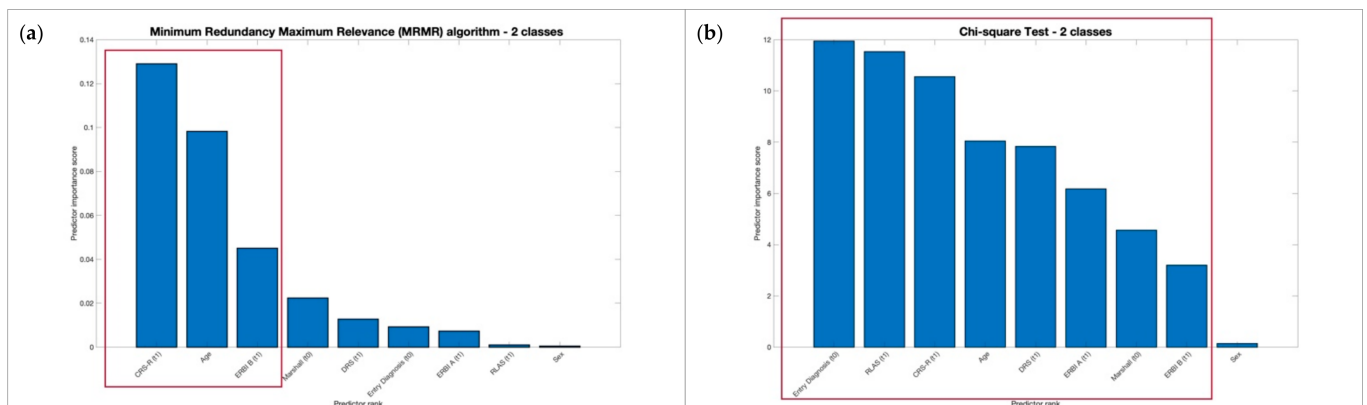 (a)
Minimum Redundancy Maximum Relevance (MRMR) algorithm - 2 classes
0.14
0.12
0.1
0.08
0.06
0.04
0.02
0
Predictor importance score
CRS-R (t1)
Age
ERBI B (t1)
Marshall (t0)
DRS (t1)
Entry Diagnosis (t0)
ERBI A (t1)
RLAS (t1)
Sex
Predictor rank
(b)
Chi-square Test - 2 classes
12
10
8
6
4
2
0
Predictor importance score
Entry Diagnosis (t0)
RLAS (t1)
CRS-R (t1)
Age
DRS (t1)
ERBI A (t1)
Marshall (t0)
ERBI B (t1)
Sex
Predictor rank